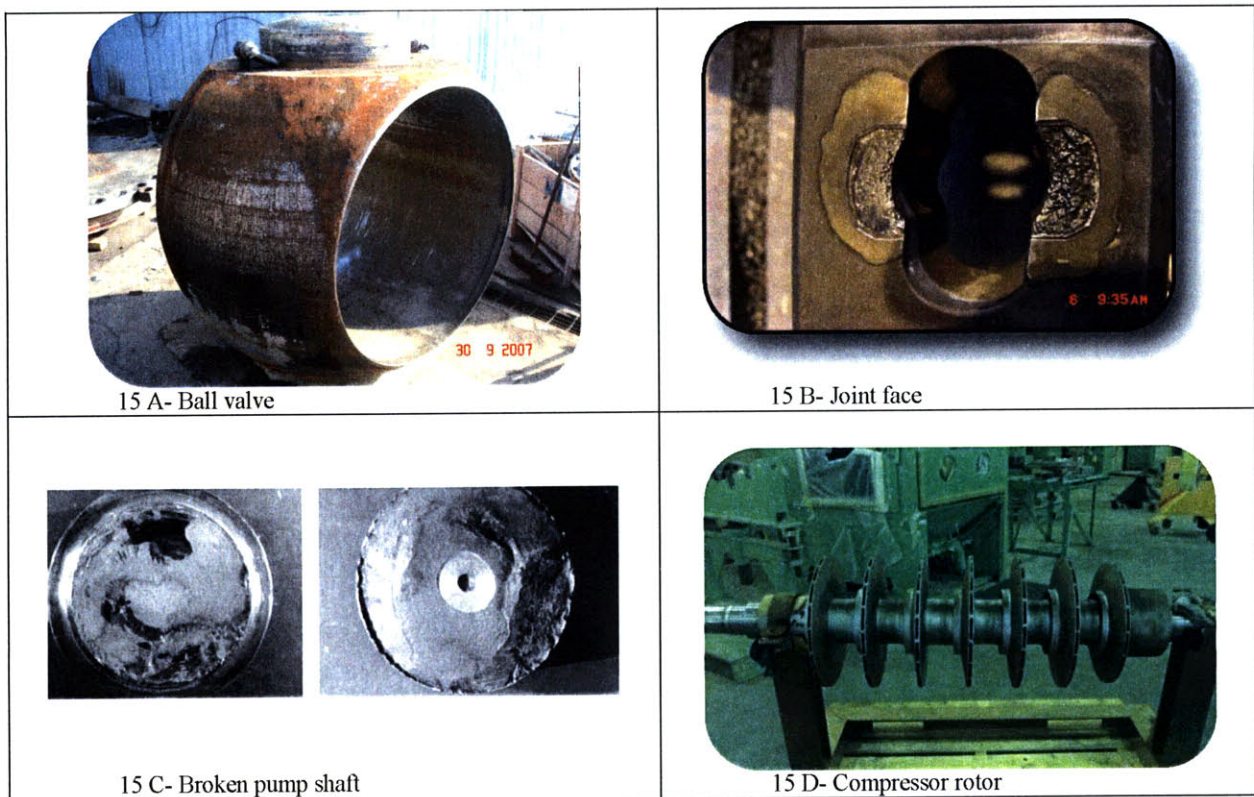 30 9 2007
15 A- Ball valve
6 9:35AM
15 B- Joint face
15 C- Broken pump shaft
15 D- Compressor rotor